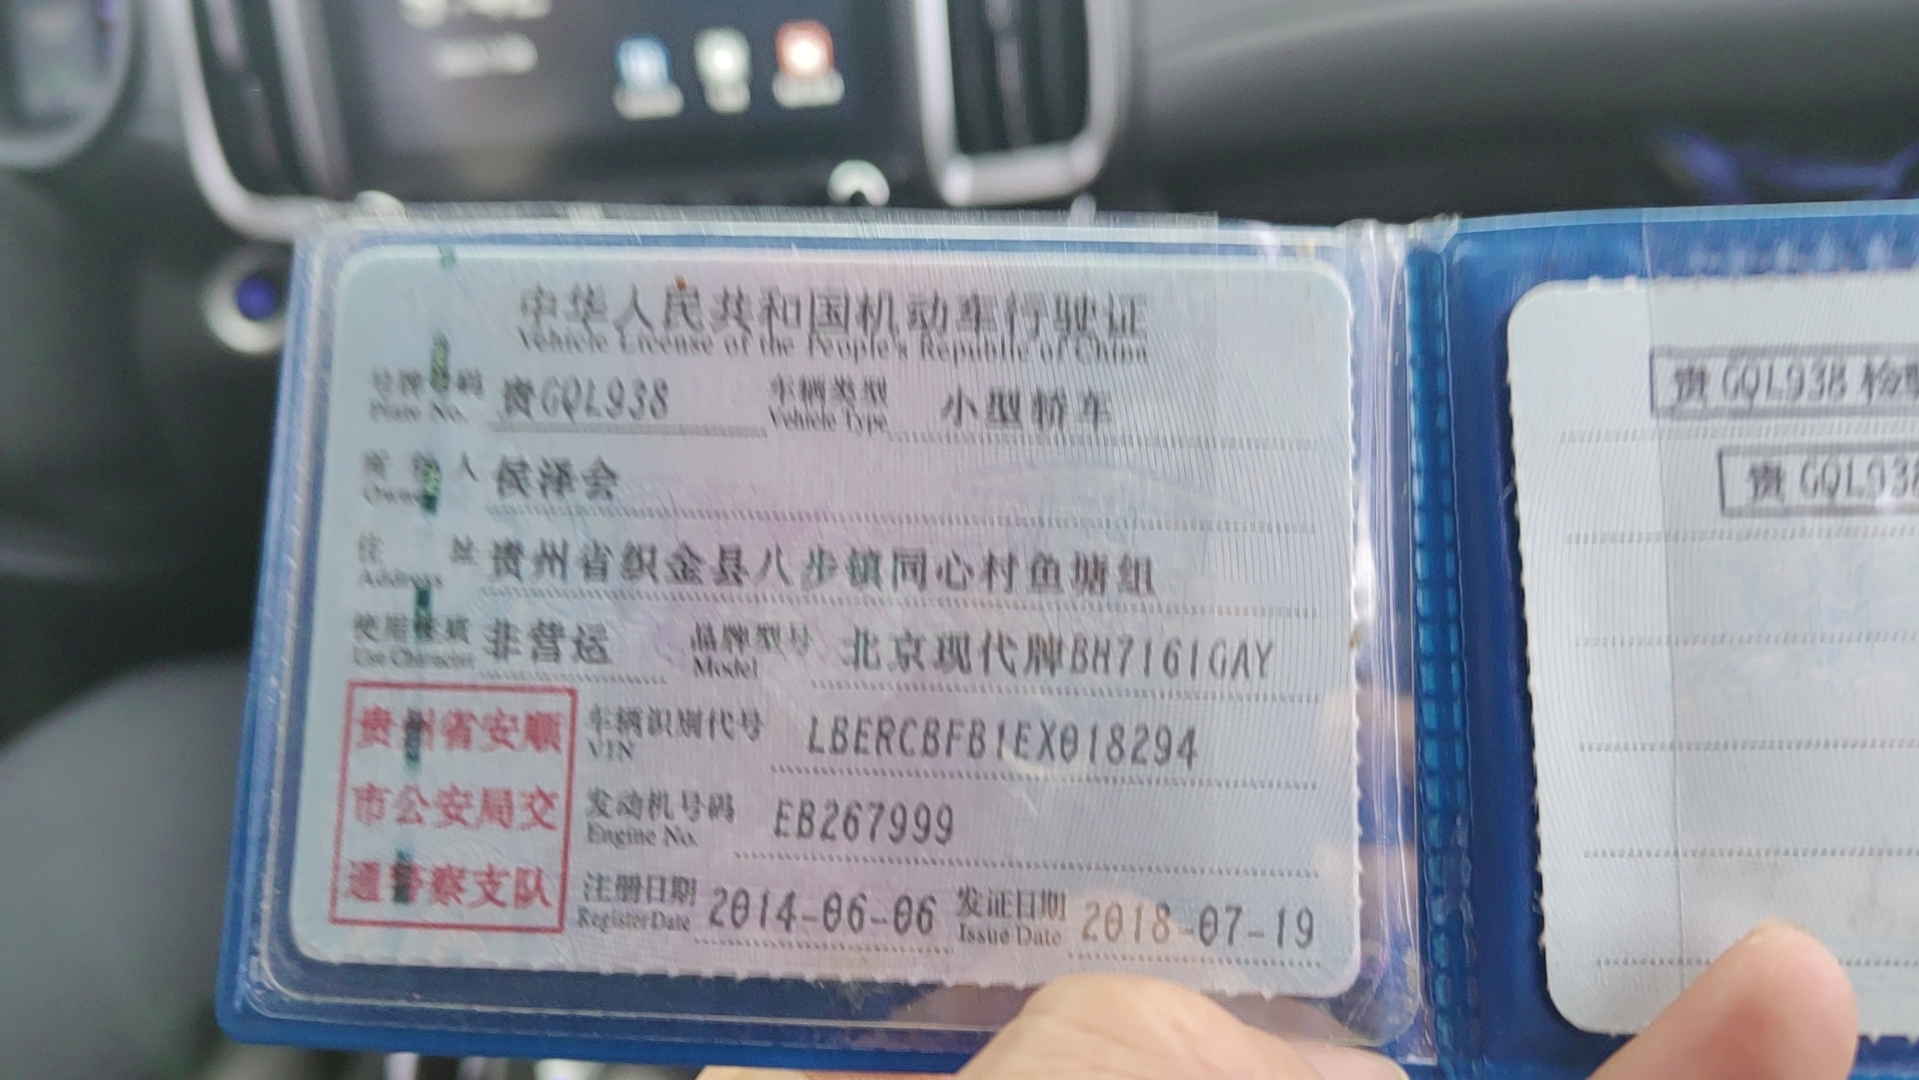 中华人民共和国机动车行驶证
Vehicle License of the People's Republic of China
号牌号码 贵GQL938 车辆类型 小型轿车
Plate No. Vehicle Type
所有人 侯泽会
Owner
住址 贵州省织金县八步镇同心村鱼塘组
Address
使用性质 非营运 品牌型号 北京现代牌BH7161GAY
Use Character Model
贵州省安顺
市公安局交
通警察支队
车辆识别代号 LBERCBFB1EX018294
VIN
发动机号码 EB267999
Engine No.
注册日期 2014-06-06 发证日期 2018-07-19
Register Date Issue Date
贵GQL938 检
贵GQL938